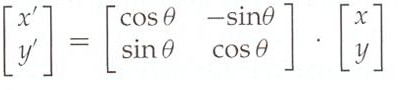 [x'] = [cos θ −sinθ] · [x]
[y'] [sin θ cos θ] [y]